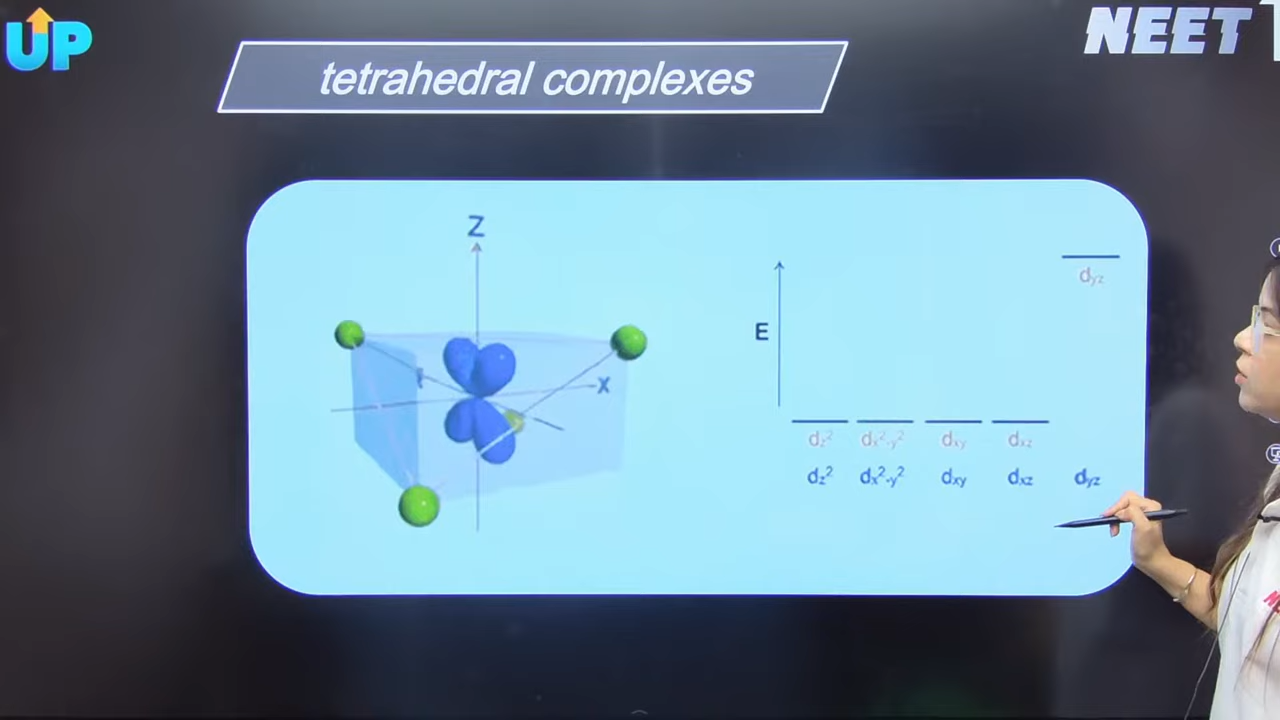 UP
NEET
tetrahedral complexes
Z
X
E
dyz
dz² dx²-y² dxy dxz
dz² dx²-y² dxy dxz dyz